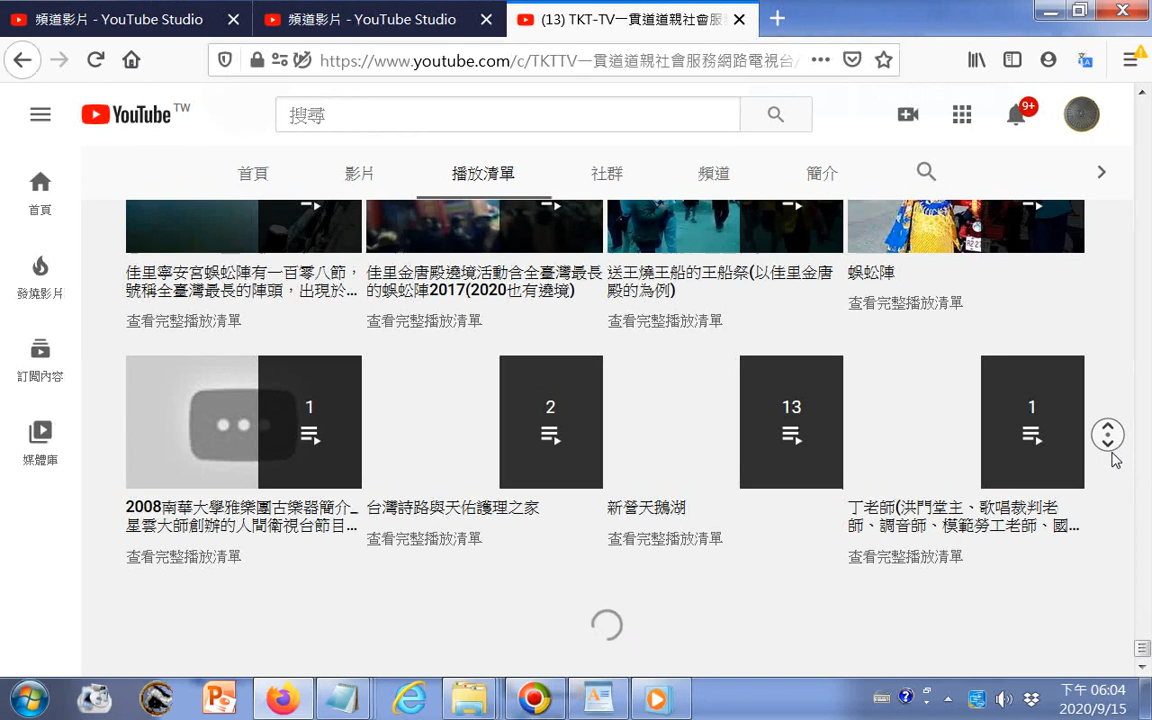 頻道影片 - YouTube Studio
頻道影片 - YouTube Studio
(13) TKT-TV一貫道道親社會服
https://www.youtube.com/c/TKTTV一貫道道親社會服務網路電視台/
YouTube TW
搜尋
9+
首頁 影片 播放清單 社群 頻道 簡介
首頁
發燒影片
訂閱內容
媒體庫
佳里寧安宮蜈蚣陣有一百零八節，
號稱全臺灣最長的陣頭，出現於...
查看完整播放清單
佳里金唐殿遶境活動含全臺灣最長
的蜈蚣陣2017(2020也有遶境)
查看完整播放清單
送王燒王船的王船祭(以佳里金唐
殿的為例)
查看完整播放清單
蜈蚣陣
查看完整播放清單
1
2008南華大學雅樂團古樂器簡介_
星雲大師創辦的人間衛視台節目...
查看完整播放清單
2
台灣詩路與天佑護理之家
查看完整播放清單
13
新營天鵝湖
查看完整播放清單
1
丁老師(洪門堂主、歌唱裁判老
師、調音師、模範勞工老師、國...
查看完整播放清單
下午 06:04
2020/9/15